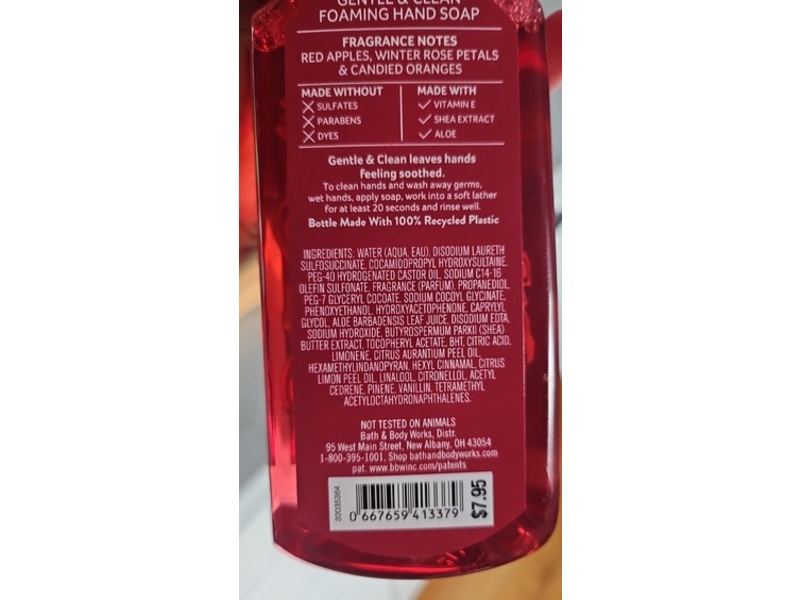 GENTLE & CLEAN
FOAMING HAND SOAP
FRAGRANCE NOTES
RED APPLES, WINTER ROSE PETALS
& CANDIED ORANGES
MADE WITHOUT
SULFATES
PARABENS
DYES
MADE WITH
VITAMIN E
SHEA EXTRACT
ALOE
Gentle & Clean leaves hands
feeling soothed.
To clean hands and wash away germs,
wet hands, apply soap, work into a soft lather
for at least 20 seconds and rinse well.
Bottle Made With 100% Recycled Plastic
INGREDIENTS: WATER (AQUA, EAU), DISODIUM LAURETH
SULFOSUCCINATE, COCAMIDOPROPYL HYDROXYSULTAINE,
PEG-40 HYDROGENATED CASTOR OIL, SODIUM C14-16
OLEFIN SULFONATE, FRAGRANCE (PARFUM), PROPANEDIOL,
PEG-7 GLYCERYL COCOATE, SODIUM COCOYL GLYCINATE,
PHENOXYETHANOL, HYDROXYACETOPHENONE, CAPRYLYL
GLYCOL, ALOE BARBADENSIS LEAF JUICE, DISODIUM EDTA,
SODIUM HYDROXIDE, BUTYROSPERMUM PARKII (SHEA)
BUTTER EXTRACT, TOCOPHERYL ACETATE, BHT, CITRIC ACID,
LIMONENE, CITRUS AURANTIUM PEEL OIL,
HEXAMETHYLINDANOPYRAN, HEXYL CINNAMAL, CITRUS
LIMON PEEL OIL, LINALOOL, CITRONELLOL, ACETYL
CEDRENE, PINENE, VANILLIN, TETRAMETHYL
ACETYLOCTAHYDRONAPHTHALENES.
NOT TESTED ON ANIMALS
Bath & Body Works, Distr.
95 West Main Street, New Albany, OH 43054
1-800-395-1001, Shop bathandbodyworks.com
pat. www.bbwinc.com/patents
32035364
0 667659 413379
$7.95